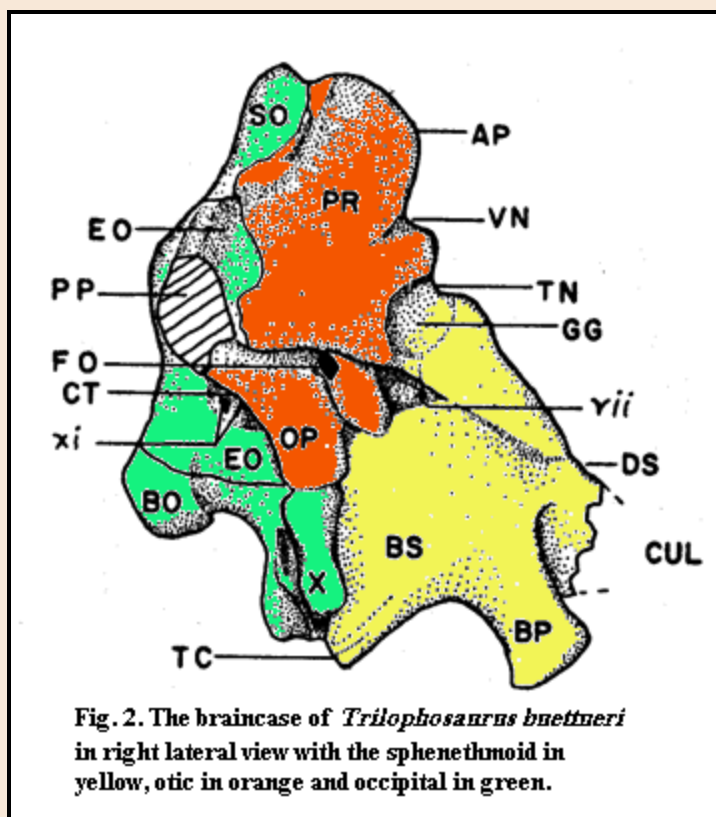 SO
AP
PR
VN
EO
PP
TN
GG
FO
CT
vii
OP
xi
EO
DS
BO
BS
CUL
X
BP
TC
Fig. 2. The braincase of Trilophosaurus buettneri
in right lateral view with the sphenethmoid in
yellow, otic in orange and occipital in green.